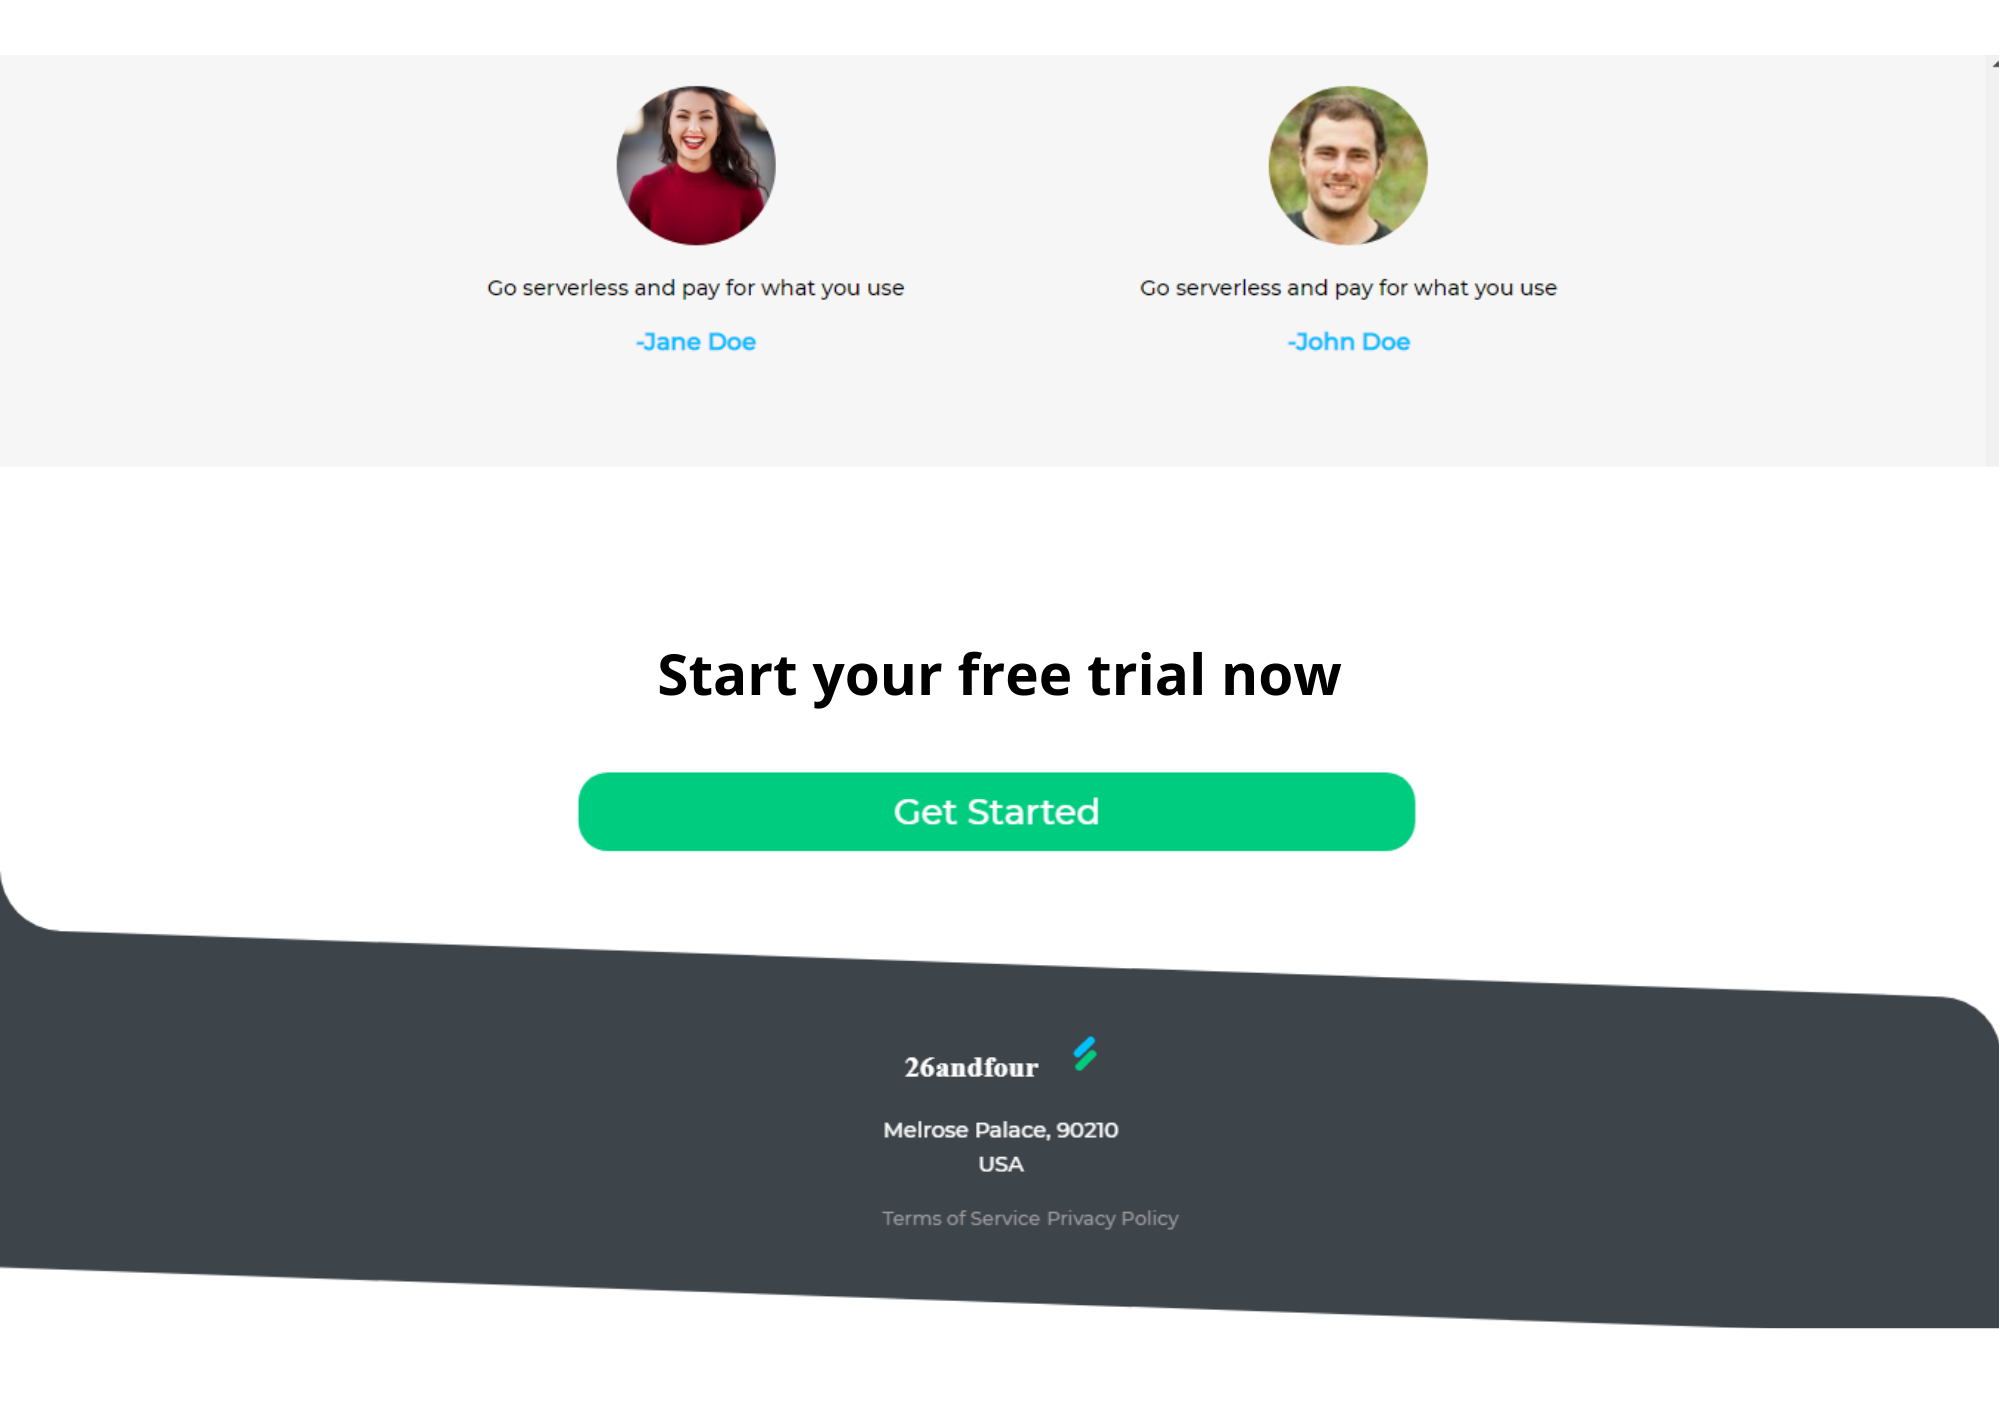 Go serverless and pay for what you use
-Jane Doe
Go serverless and pay for what you use
-John Doe
Start your free trial now
Get Started
26andfour
Melrose Palace, 90210
USA
Terms of Service Privacy Policy